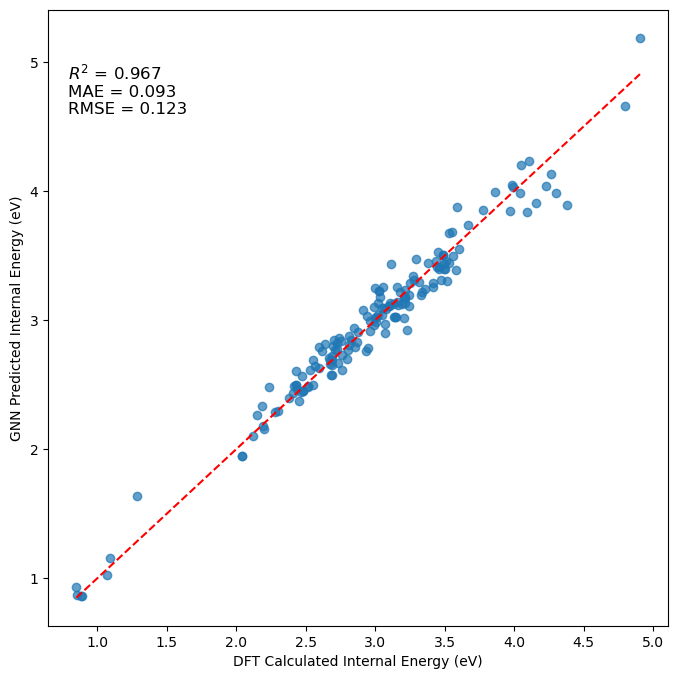 R² = 0.967
MAE = 0.093
RMSE = 0.123
5
4
3
2
1
GNN Predicted Internal Energy (eV)
1.0 1.5 2.0 2.5 3.0 3.5 4.0 4.5 5.0
DFT Calculated Internal Energy (eV)